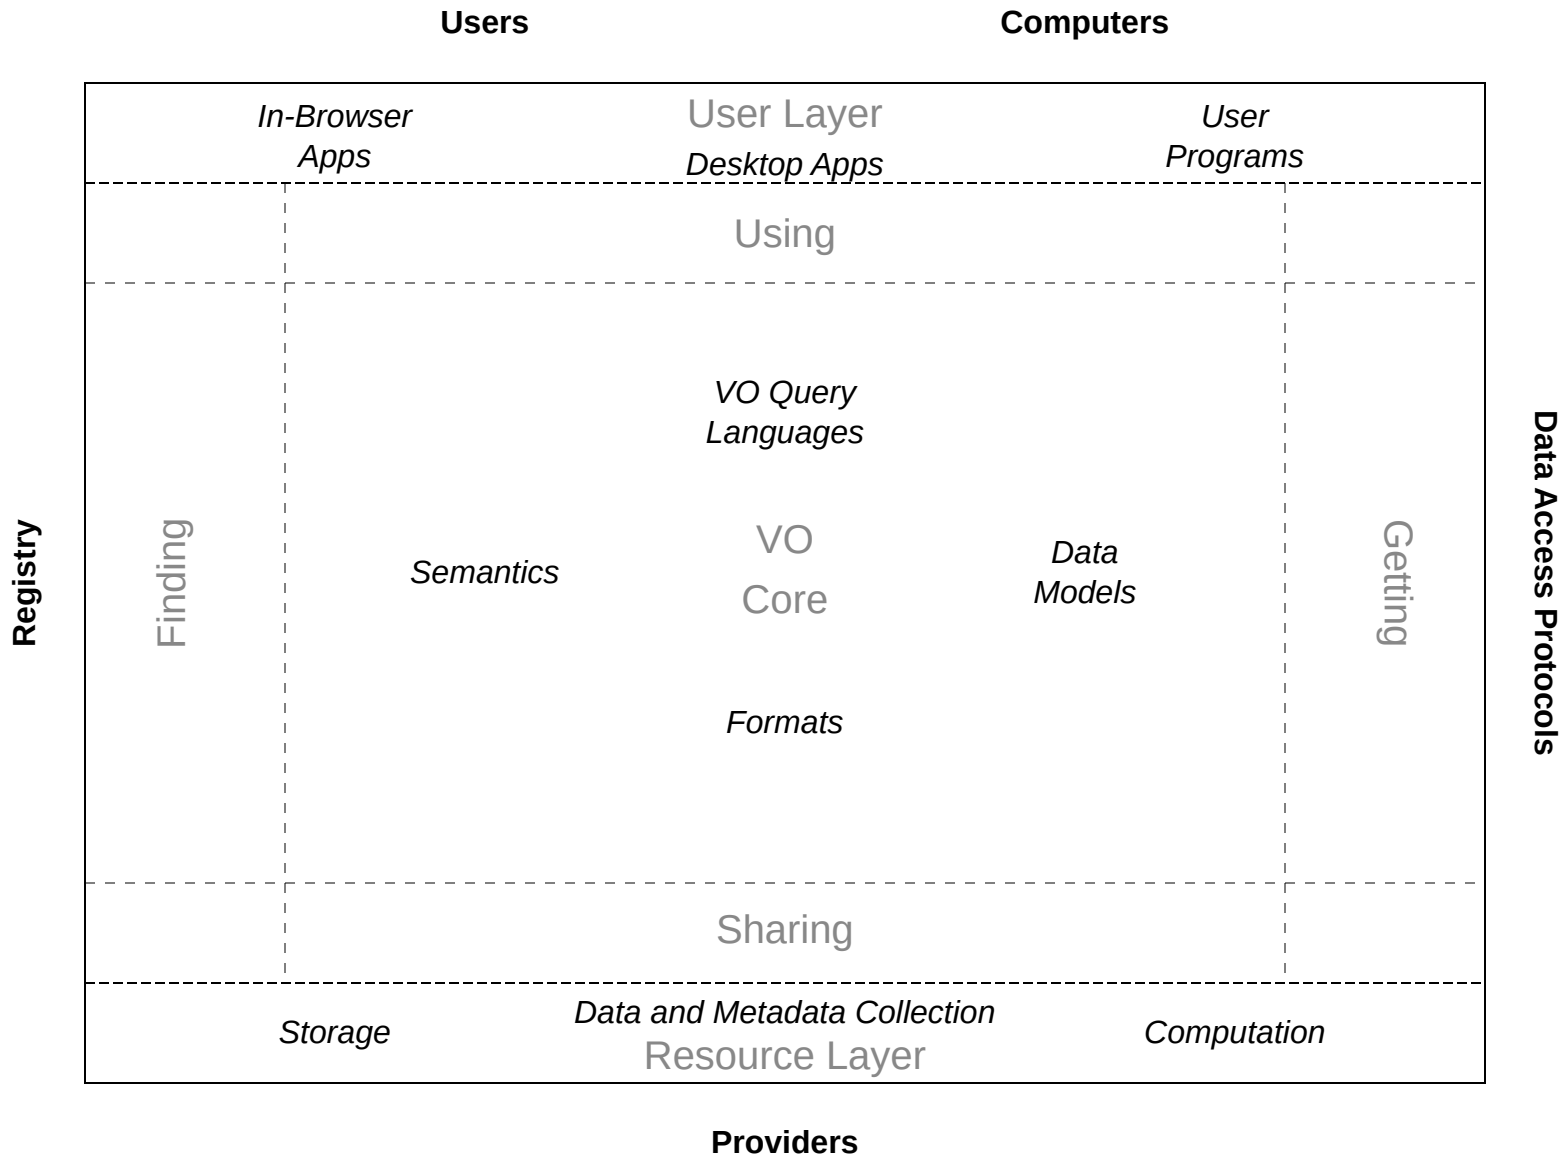 Users
Computers
In-Browser
Apps
User Layer
Desktop Apps
User
Programs
Using
VO Query
Languages
Registry
Finding
Semantics
VO
Core
Data
Models
Getting
Data Access Protocols
Formats
Sharing
Storage
Data and Metadata Collection
Resource Layer
Computation
Providers